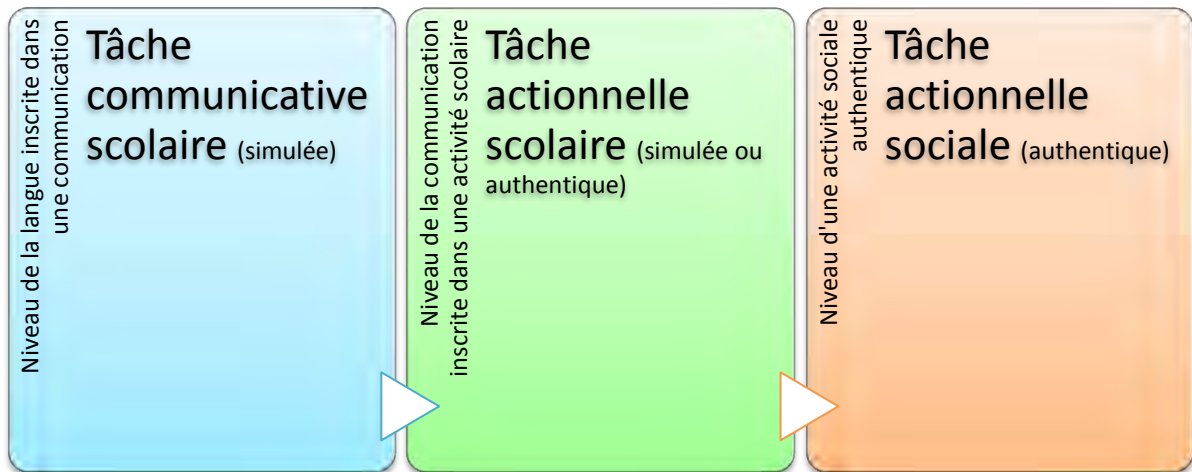 Niveau de la langue inscrite dans
une communication
Tâche
communicative
scolaire (simulée)
Niveau de la communication
inscrite dans une activité scolaire
Tâche
actionnelle
scolaire (simulée ou
authentique)
Niveau d'une activité sociale
authentique
Tâche
actionnelle
sociale (authentique)